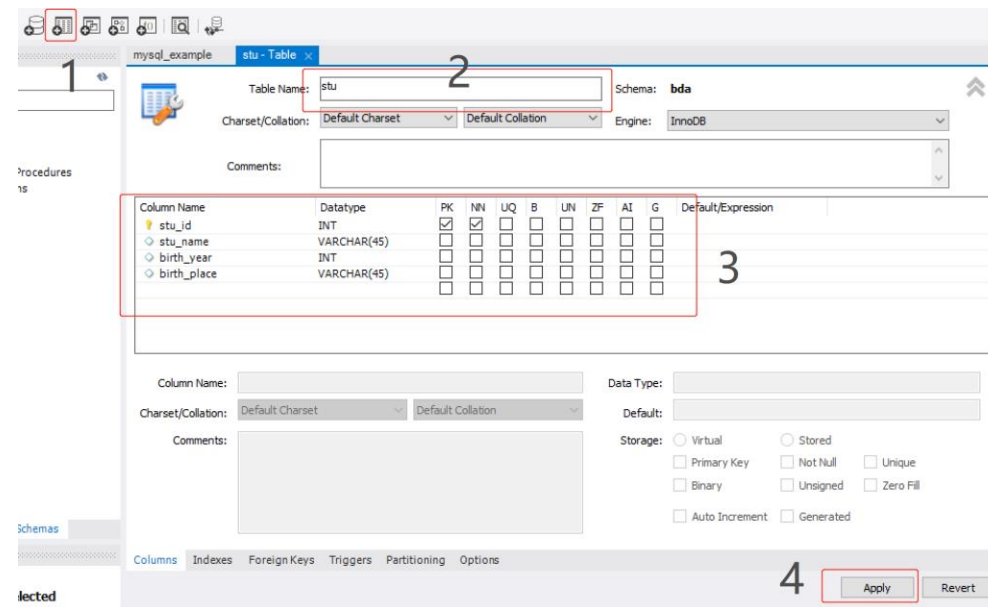 1
mysql_example stu - Table ×
2
Table Name: stu Schema: bda
Charset/Collation: Default Charset Default Collation Engine: InnoDB
Comments:
Procedures
ns
Column Name Datatype PK NN UQ B UN ZF AI G Default/Expression
stu_id INT
stu_name VARCHAR(45)
birth_year INT
birth_place VARCHAR(45)
3
Column Name: Data Type:
Charset/Collation: Default Charset Default Collation Default:
Comments: Storage: Virtual Stored
Primary Key Not Null Unique
Binary Unsigned Zero Fill
Auto Increment Generated
Schemas
Columns Indexes Foreign Keys Triggers Partitioning Options
4
Apply Revert
elected